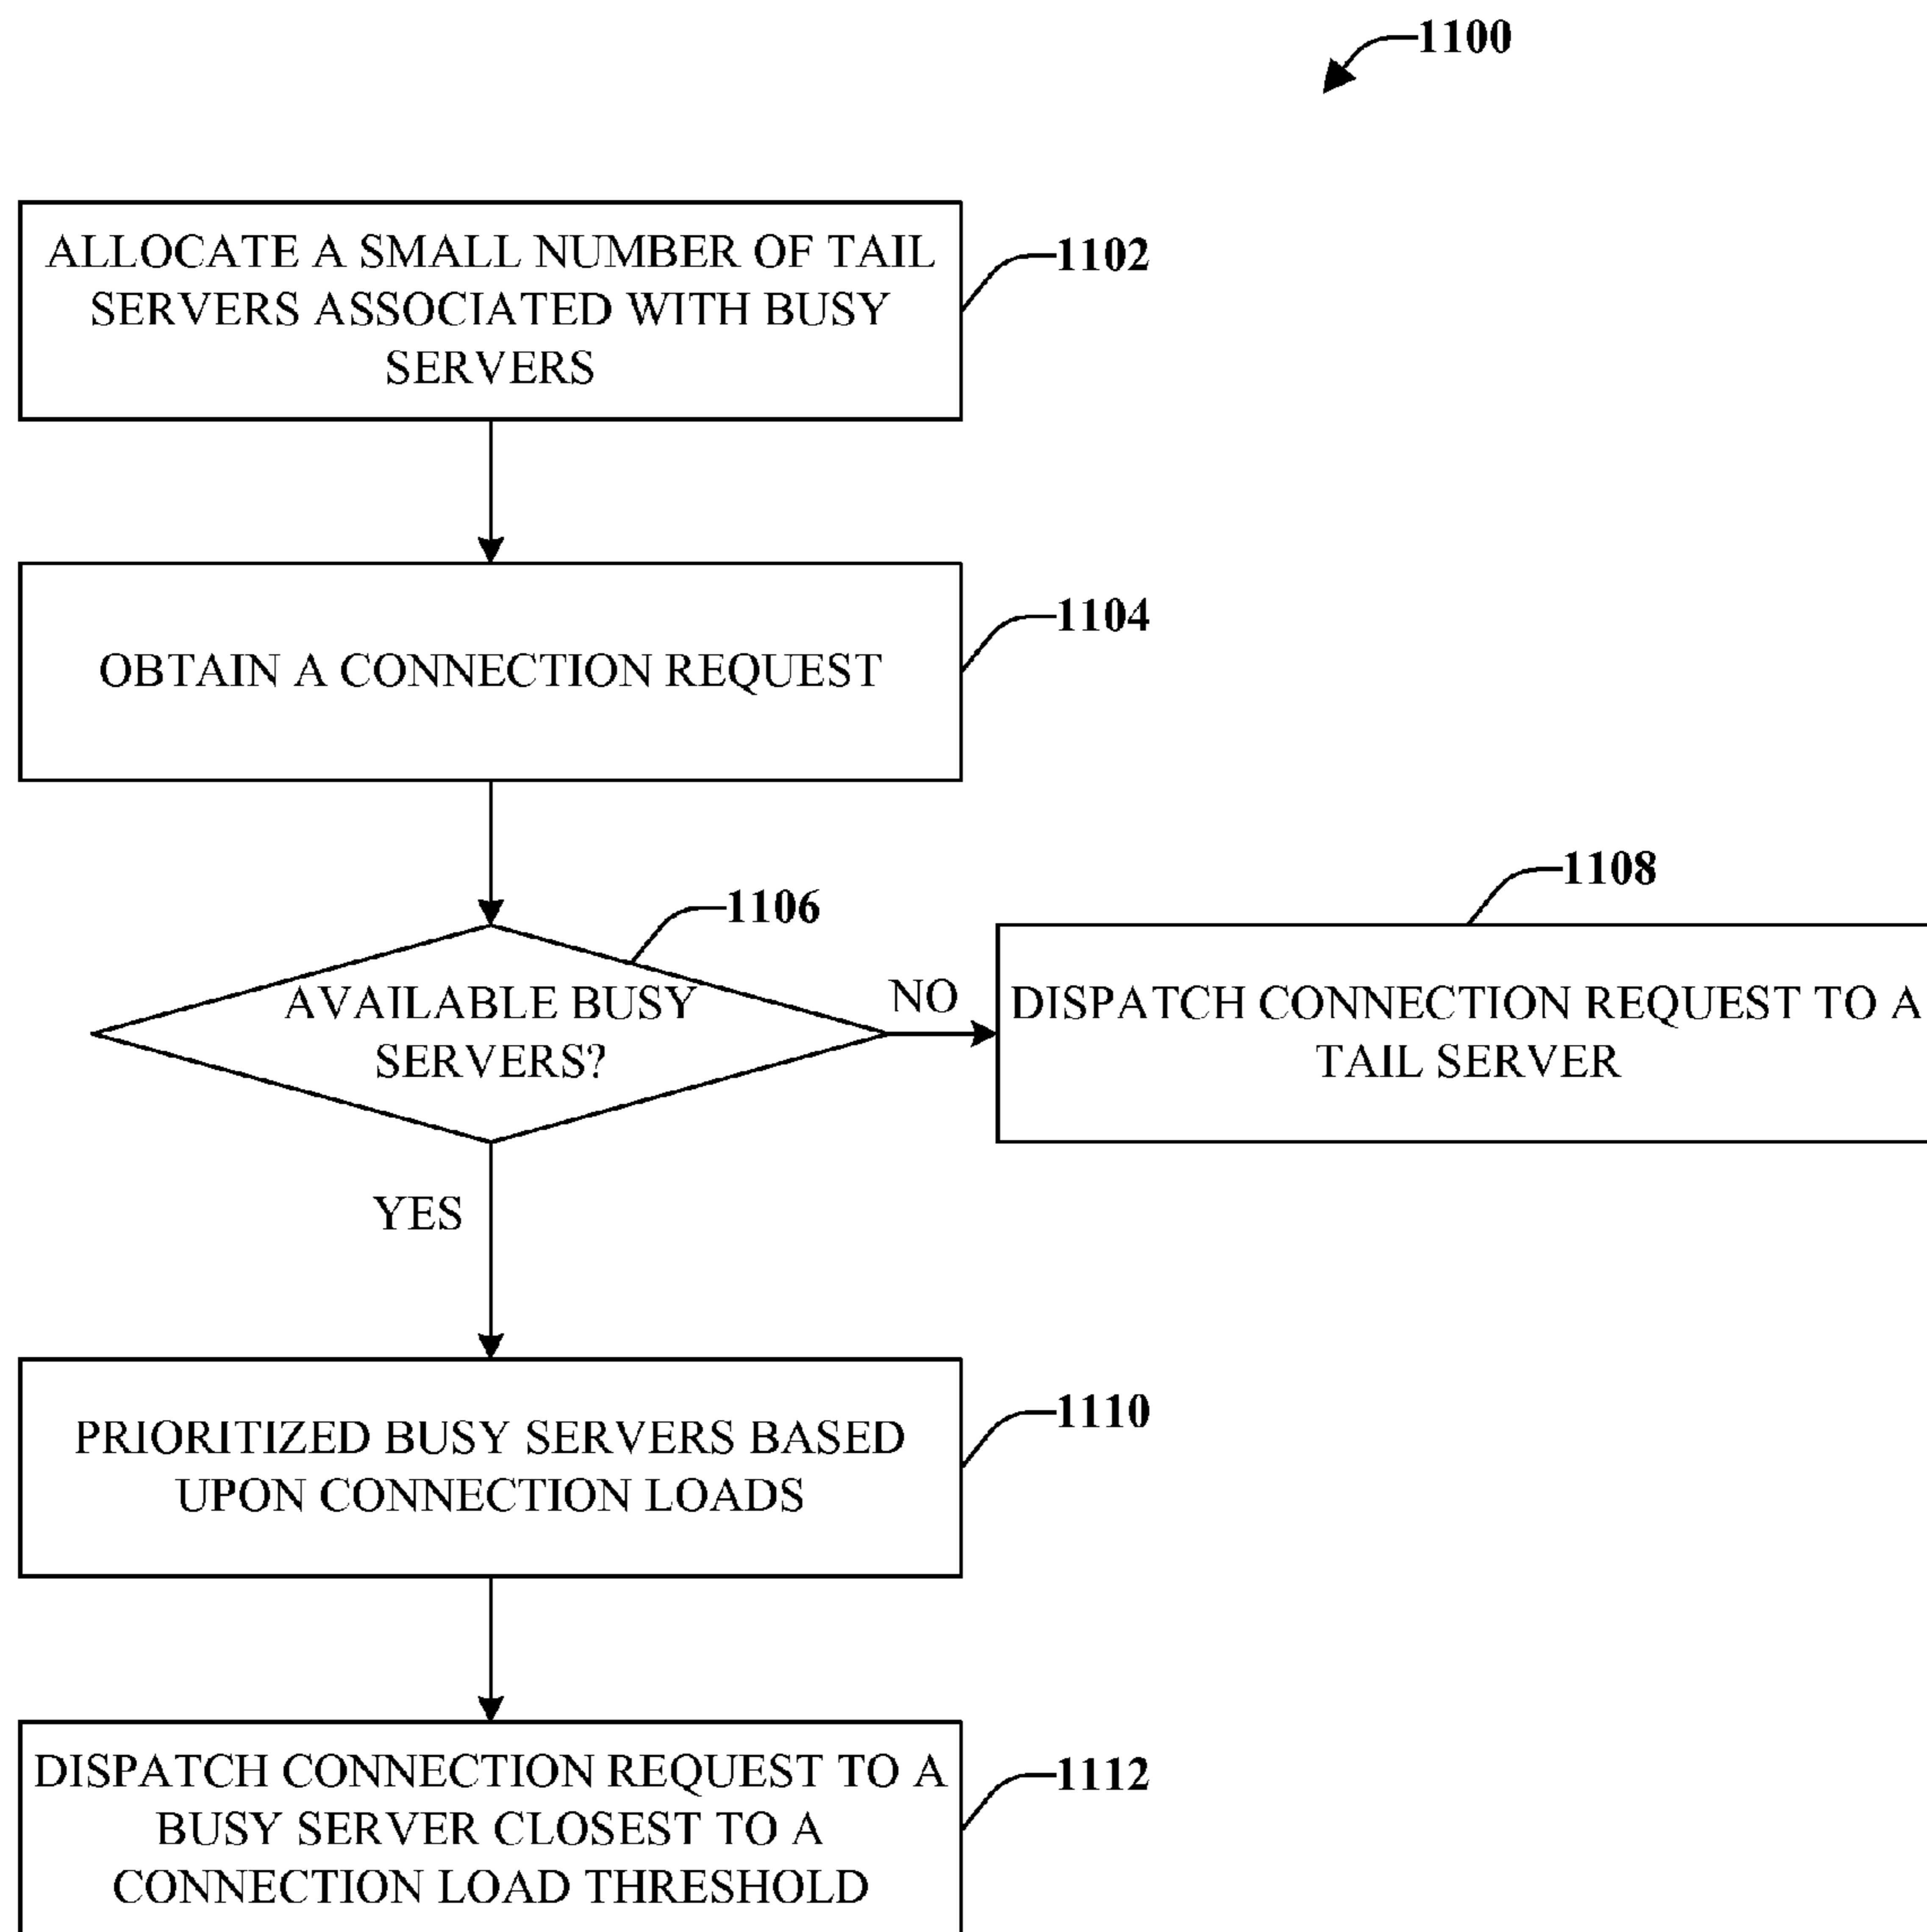 1100
ALLOCATE A SMALL NUMBER OF TAIL
SERVERS ASSOCIATED WITH BUSY
SERVERS
1102
OBTAIN A CONNECTION REQUEST
1104
AVAILABLE BUSY
SERVERS?
1106
NO
DISPATCH CONNECTION REQUEST TO A
TAIL SERVER
1108
YES
PRIORITIZED BUSY SERVERS BASED
UPON CONNECTION LOADS
1110
DISPATCH CONNECTION REQUEST TO A
BUSY SERVER CLOSEST TO A
CONNECTION LOAD THRESHOLD
1112